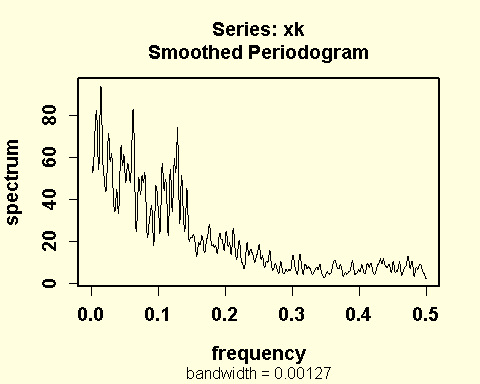 Series: xk
Smoothed Periodogram
spectrum
80
60
40
20
0
0.0 0.1 0.2 0.3 0.4 0.5
frequency
bandwidth = 0.00127